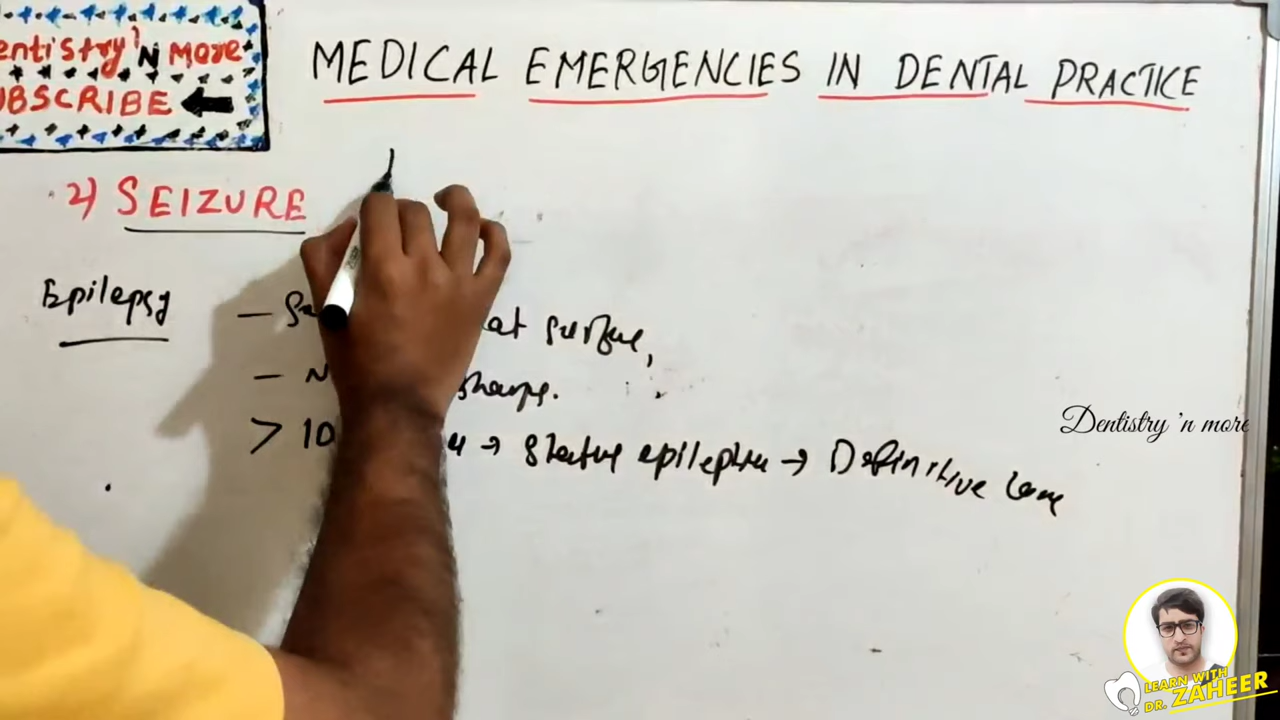 entistry 'N MORE
UBSCRIBE
MEDICAL EMERGENCIES IN DENTAL PRACTICE
2) SEIZURE
Epilepsy
at surface,
sharps.
> 10
→ Status epilepticus → Definitive care
Dentistry 'n more
LEARN WITH
DR. ZAHEER